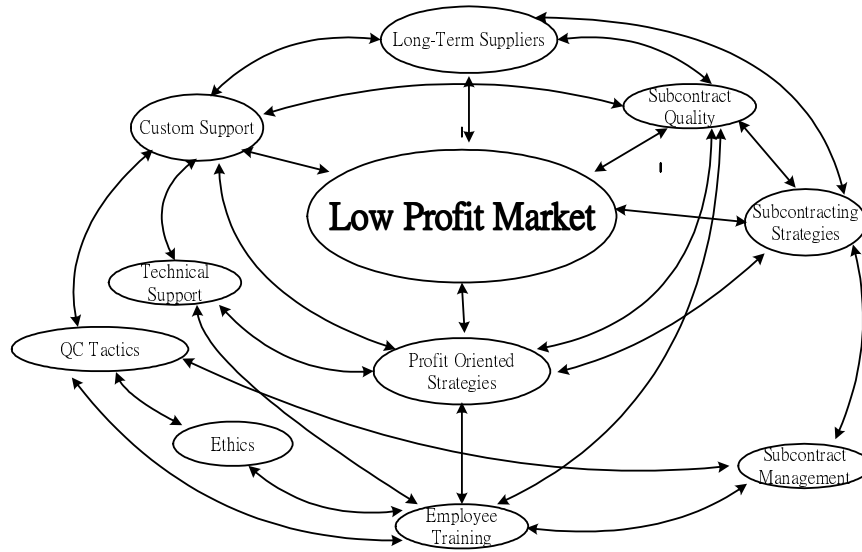 Long-Term Suppliers
Subcontract
Quality
Custom Support
Low Profit Market
Subcontracting
Strategies
Technical
Support
QC Tactics
Profit Oriented
Strategies
Ethics
Subcontract
Management
Employee
Training